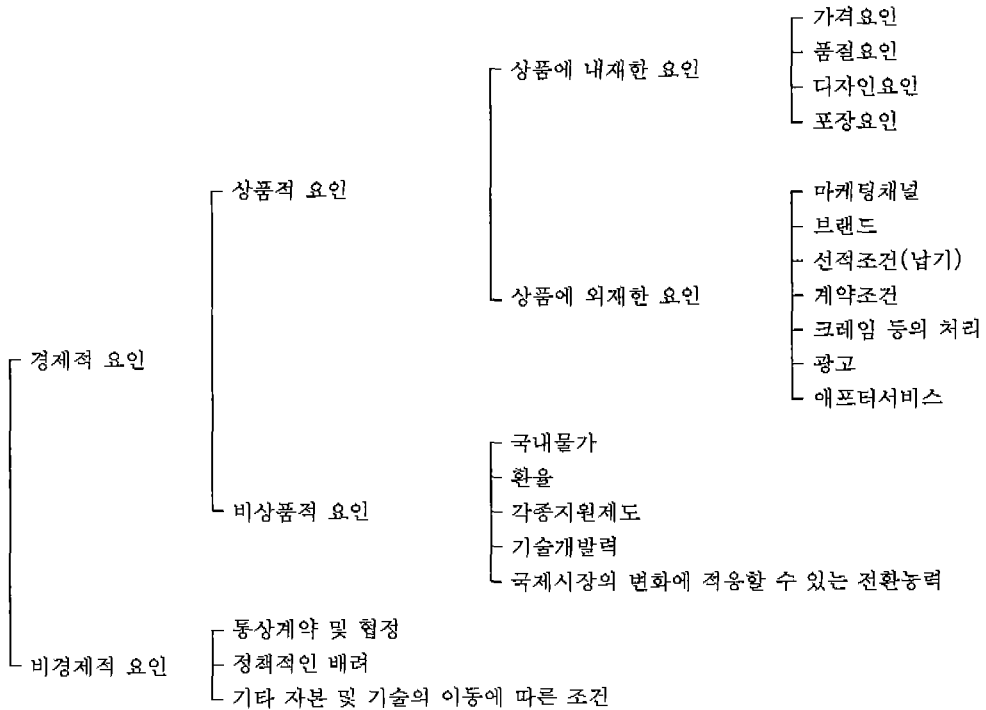 가격요인
품질요인
상품에 내재한 요인
디자인요인
포장요인
상품적 요인
마케팅채널
브랜드
선적조건(납기)
상품에 외재한 요인
계약조건
크레임 등의 처리
경제적 요인
광고
애프터서비스
국내물가
환율
비상품적 요인
각종지원제도
기술개발력
국제시장의 변화에 적응할 수 있는 전환능력
통상계약 및 협정
비경제적 요인
정책적인 배려
기타 자본 및 기술의 이동에 따른 조건